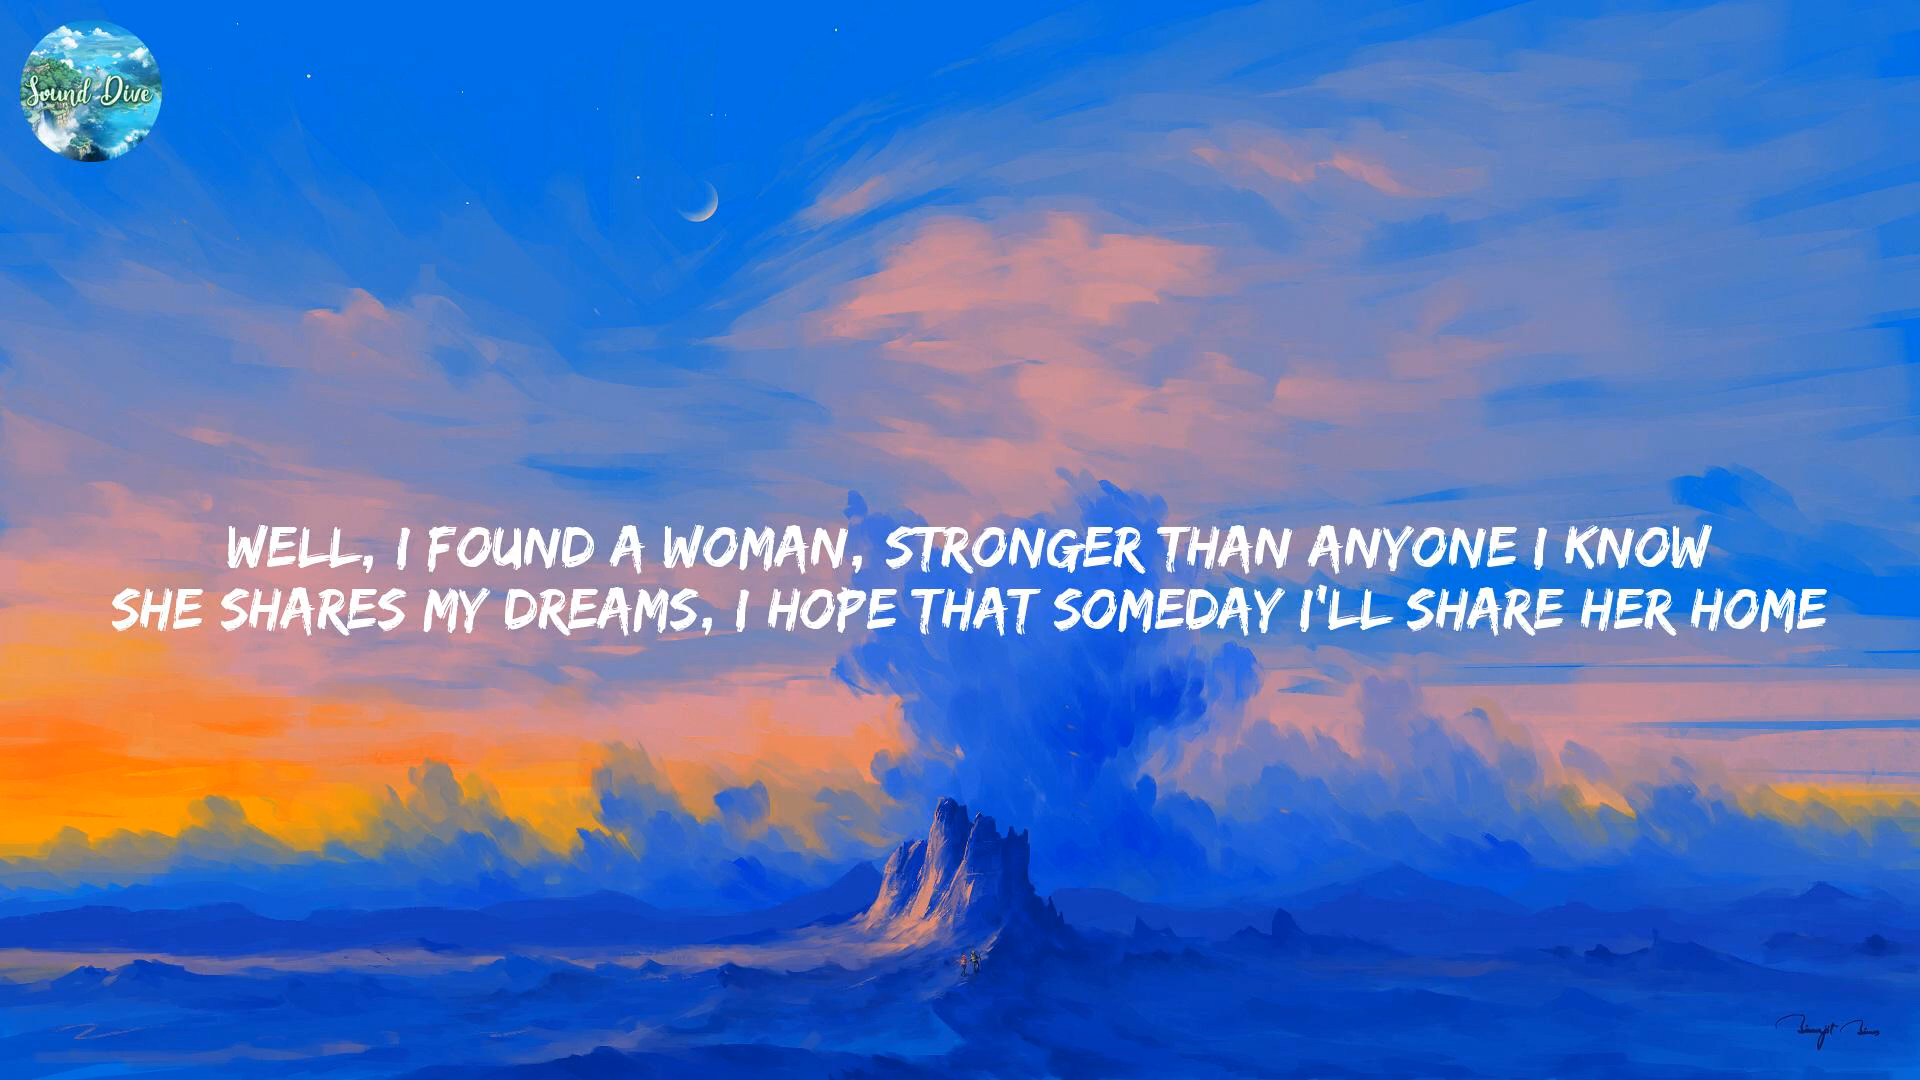 Sound Dive
WELL, I FOUND A WOMAN, STRONGER THAN ANYONE I KNOW
SHE SHARES MY DREAMS, I HOPE THAT SOMEDAY I'LL SHARE HER HOME